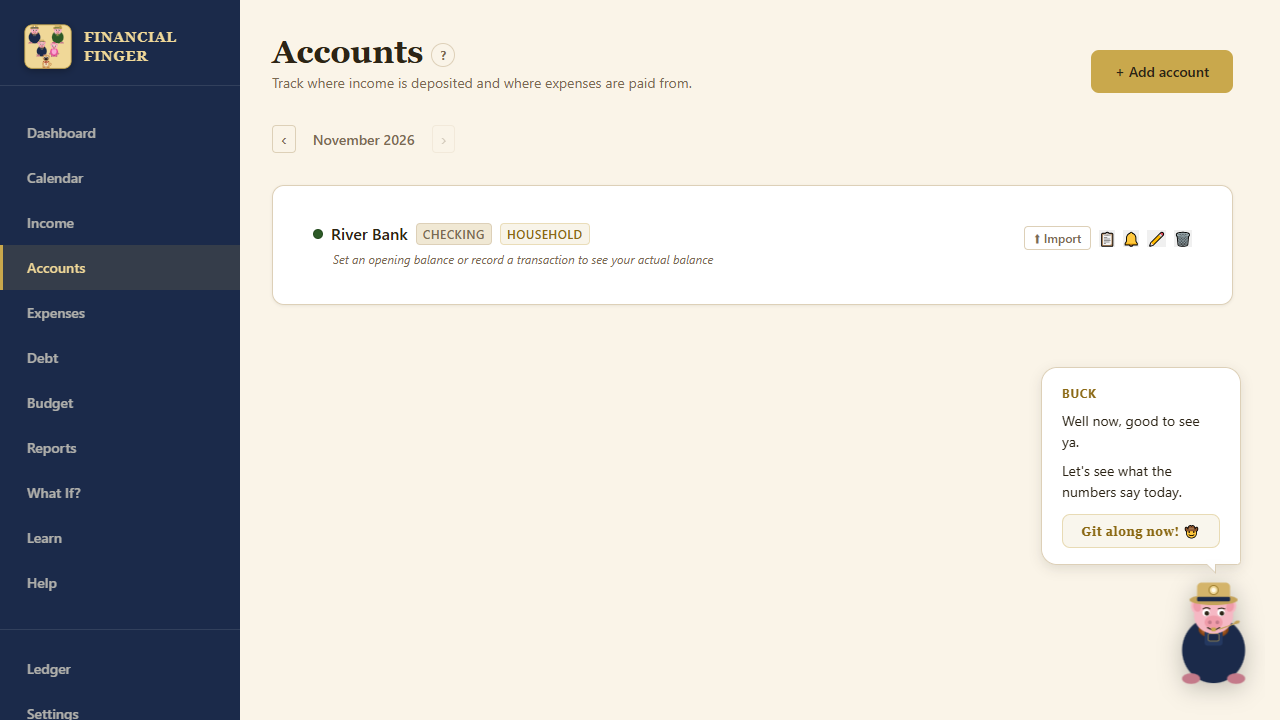 FINANCIAL
FINGER
Dashboard
Calendar
Income
Accounts
Expenses
Debt
Budget
Reports
What If?
Learn
Help
Ledger
Settings
Accounts ?
Track where income is deposited and where expenses are paid from.
+ Add account
‹ November 2026 ›
River Bank CHECKING HOUSEHOLD
Set an opening balance or record a transaction to see your actual balance
⬆ Import
BUCK
Well now, good to see
ya.
Let's see what the
numbers say today.
Git along now! 🤠